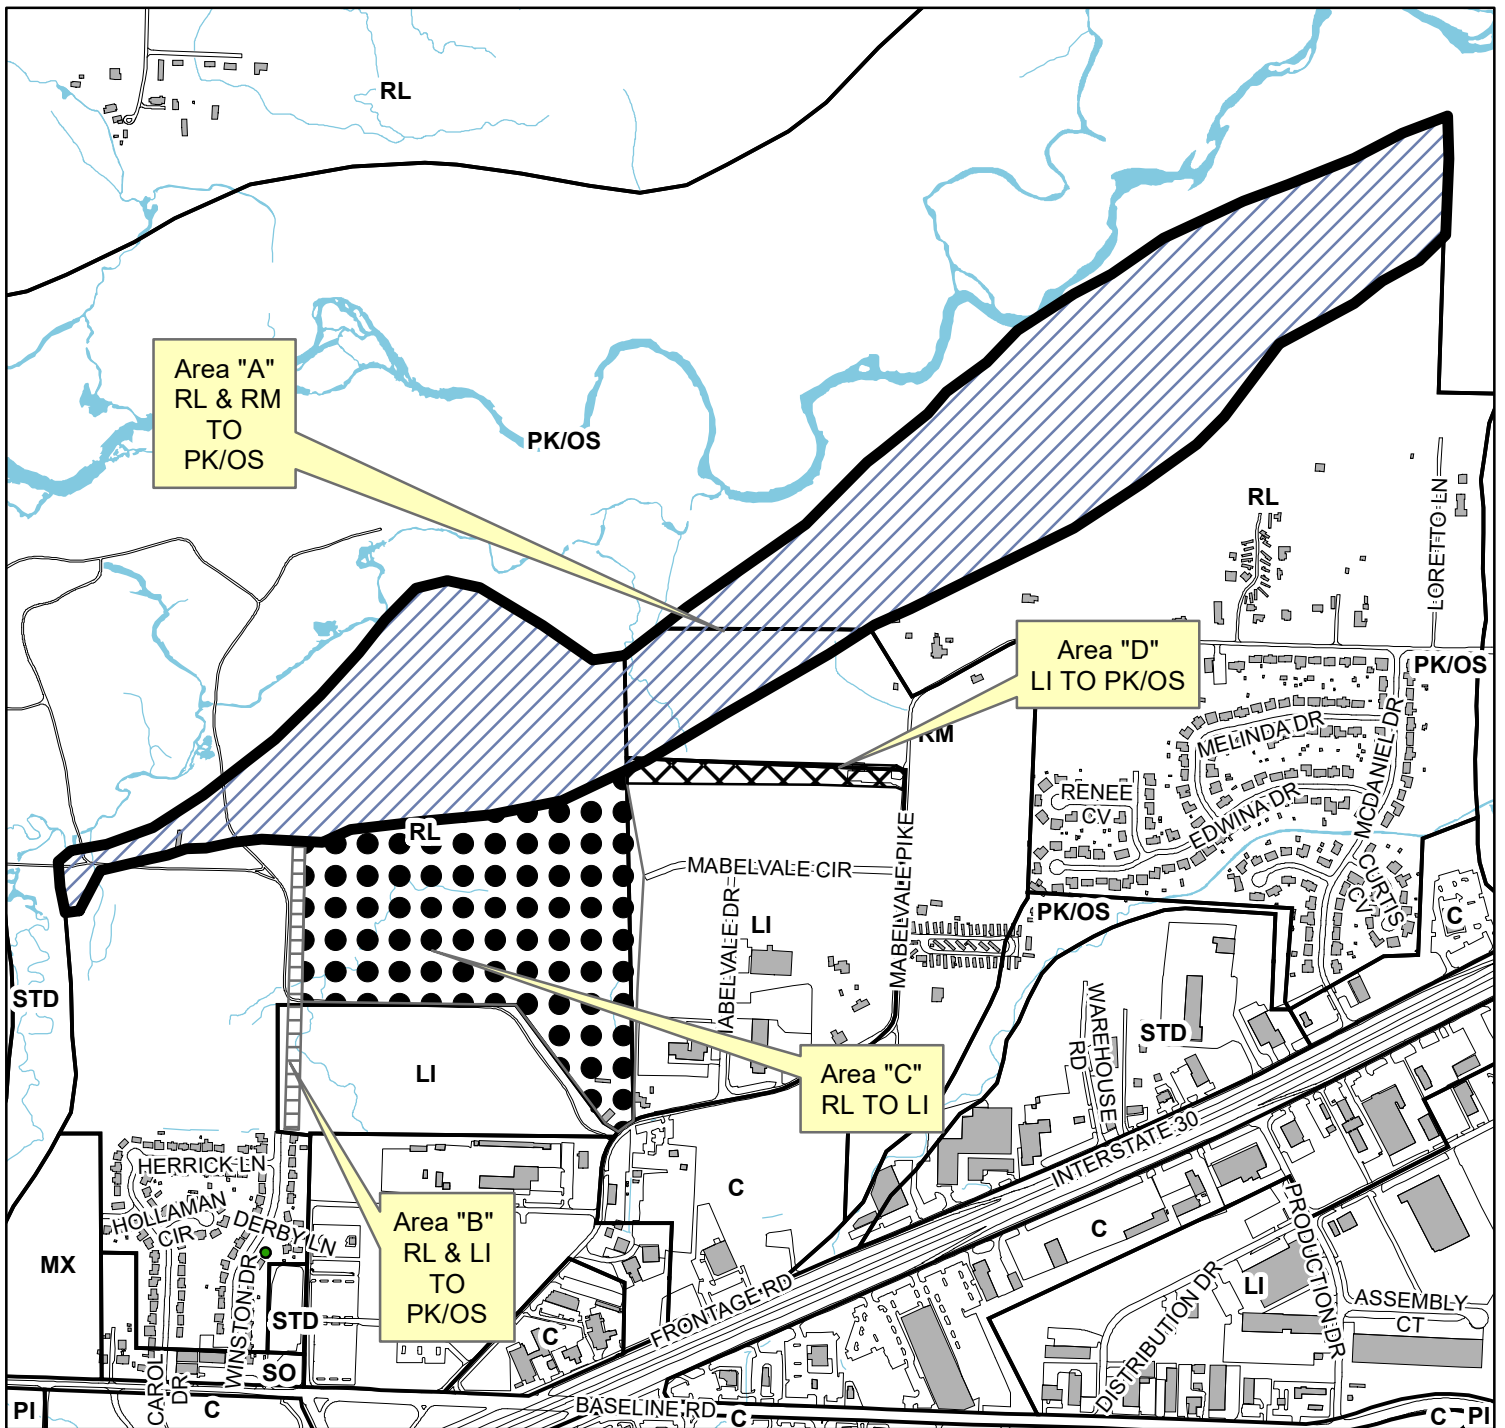 RL
Area "A"
RL & RM
TO
PK/OS
PK/OS
RL
LORETTO LN
Area "D"
LI TO PK/OS
PK/OS
RM
MELINDA DR
MCDANIEL DR
RENEE
CV
EDWINA DR
RL
MABELVALE CIR
MABELVALE PIKE
MABELVALE DR
LI
CURTIS
CV
PK/OS
C
STD
WAREHOUSE
RD
STD
LI
Area "C"
RL TO LI
INTERSTATE 30
HERRICK LN
HOLLAMAN
CIR
DERBY LN
WINSTON DR
Area "B"
RL & LI
TO
PK/OS
C
C
PRODUCTION DR
MX
STD
FRONTAGE RD
C
DISTRIBUTION DR
LI
ASSEMBLY
CT
CAROL
DR
SO
PI
C
BASELINE RD
C
C
PI